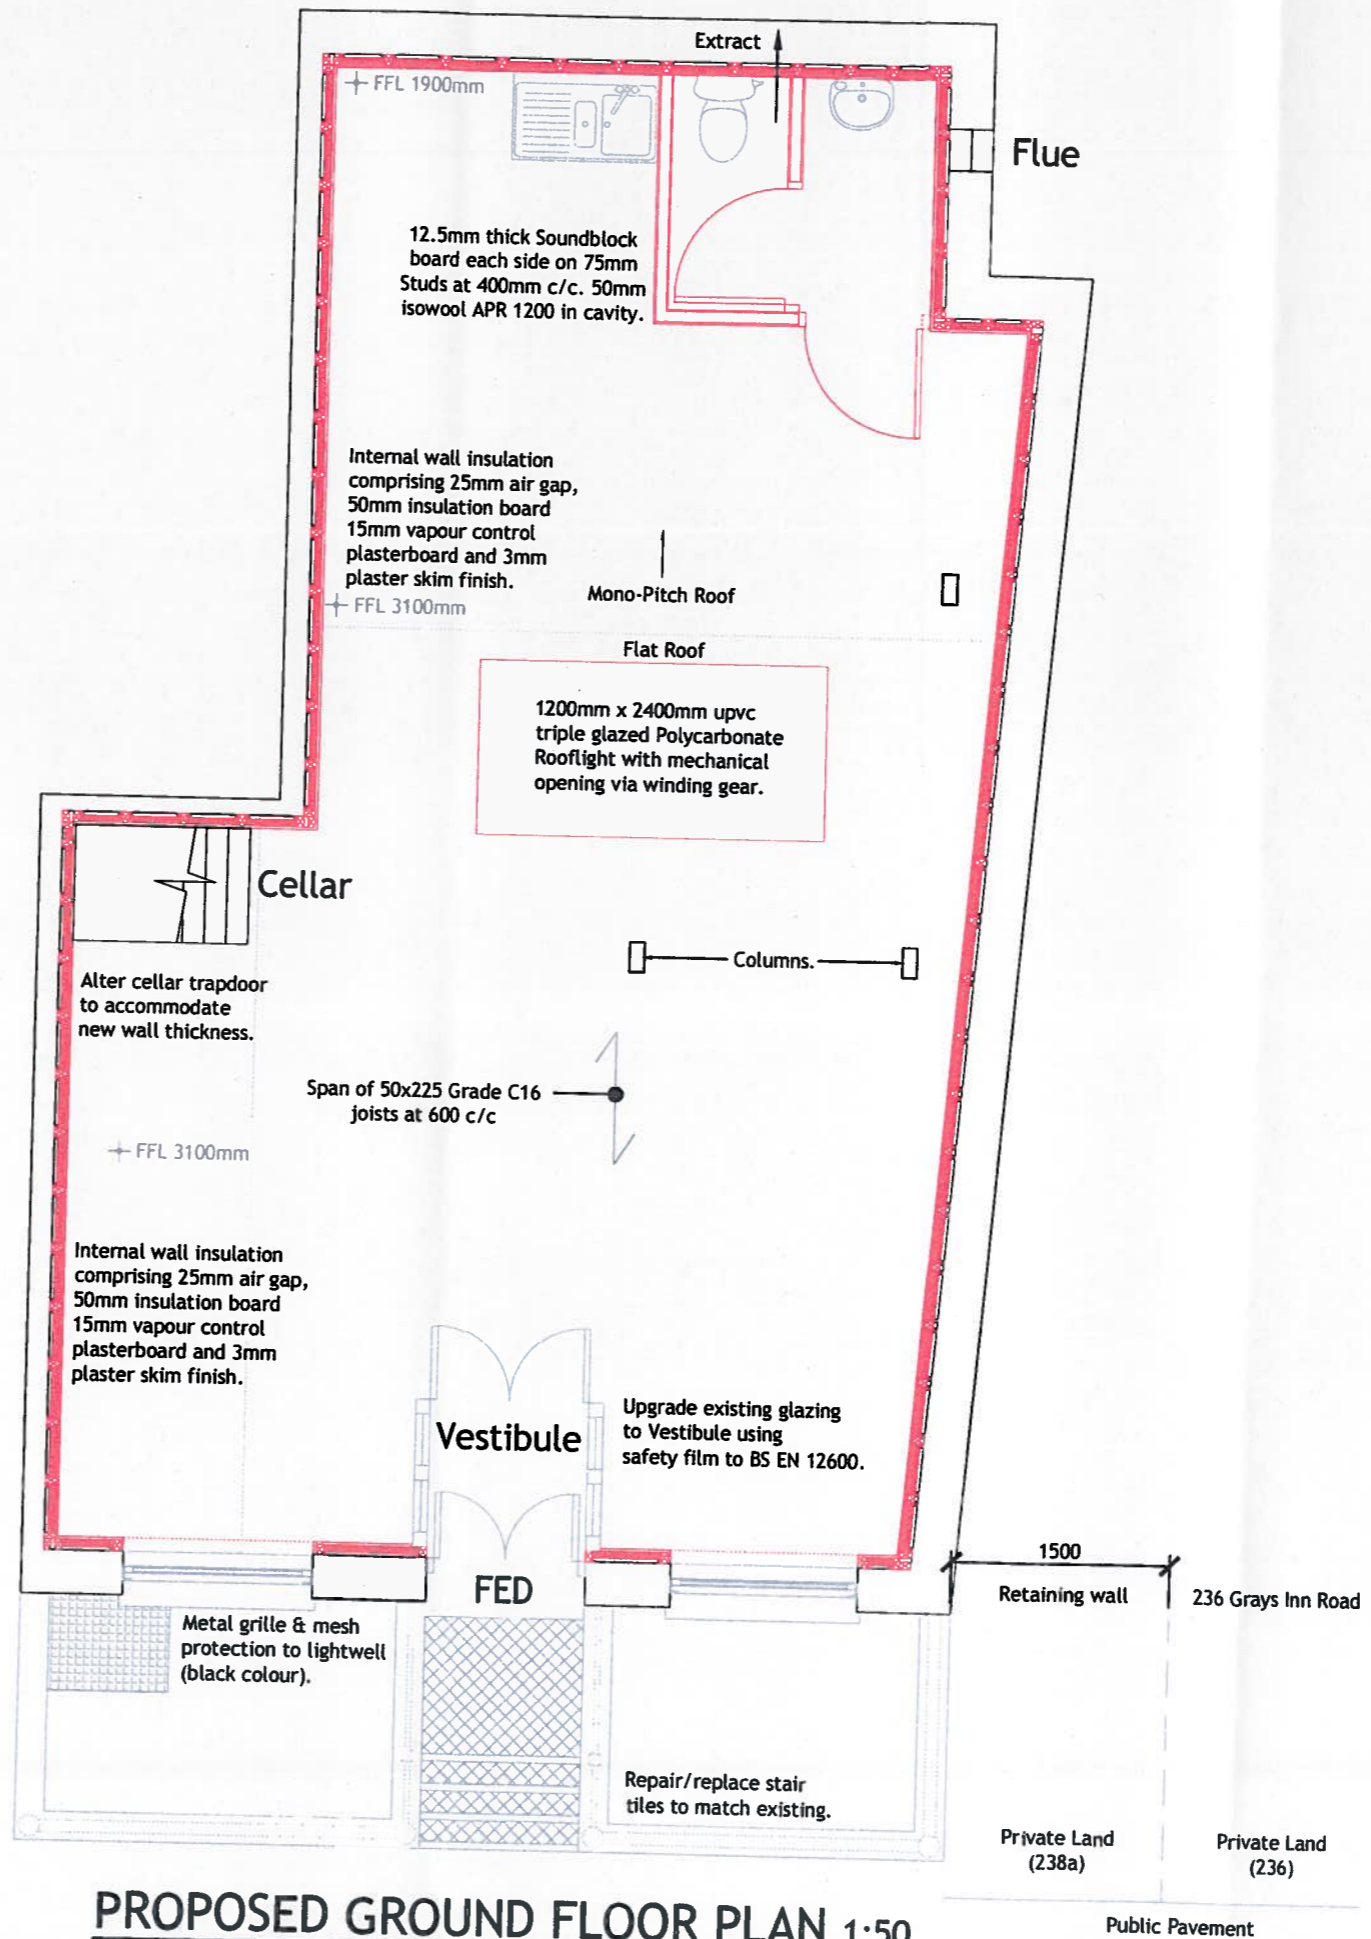 Extract
FFL 1900mm
Flue
12.5mm thick Soundblock
board each side on 75mm
Studs at 400mm c/c. 50mm
isowool APR 1200 in cavity.
Internal wall insulation
comprising 25mm air gap,
50mm insulation board
15mm vapour control
plasterboard and 3mm
plaster skim finish.
Mono-Pitch Roof
FFL 3100mm
Flat Roof
1200mm x 2400mm upvc
triple glazed Polycarbonate
Rooflight with mechanical
opening via winding gear.
Cellar
Columns.
Alter cellar trapdoor
to accommodate
new wall thickness.
Span of 50x225 Grade C16
joists at 600 c/c
FFL 3100mm
Internal wall insulation
comprising 25mm air gap,
50mm insulation board
15mm vapour control
plasterboard and 3mm
plaster skim finish.
Vestibule
Upgrade existing glazing
to Vestibule using
safety film to BS EN 12600.
1500
FED
Retaining wall
236 Grays Inn Road
Metal grille & mesh
protection to lightwell
(black colour).
Repair/replace stair
tiles to match existing.
Private Land
(238a)
Private Land
(236)
PROPOSED GROUND FLOOR PLAN 1:50
Public Pavement